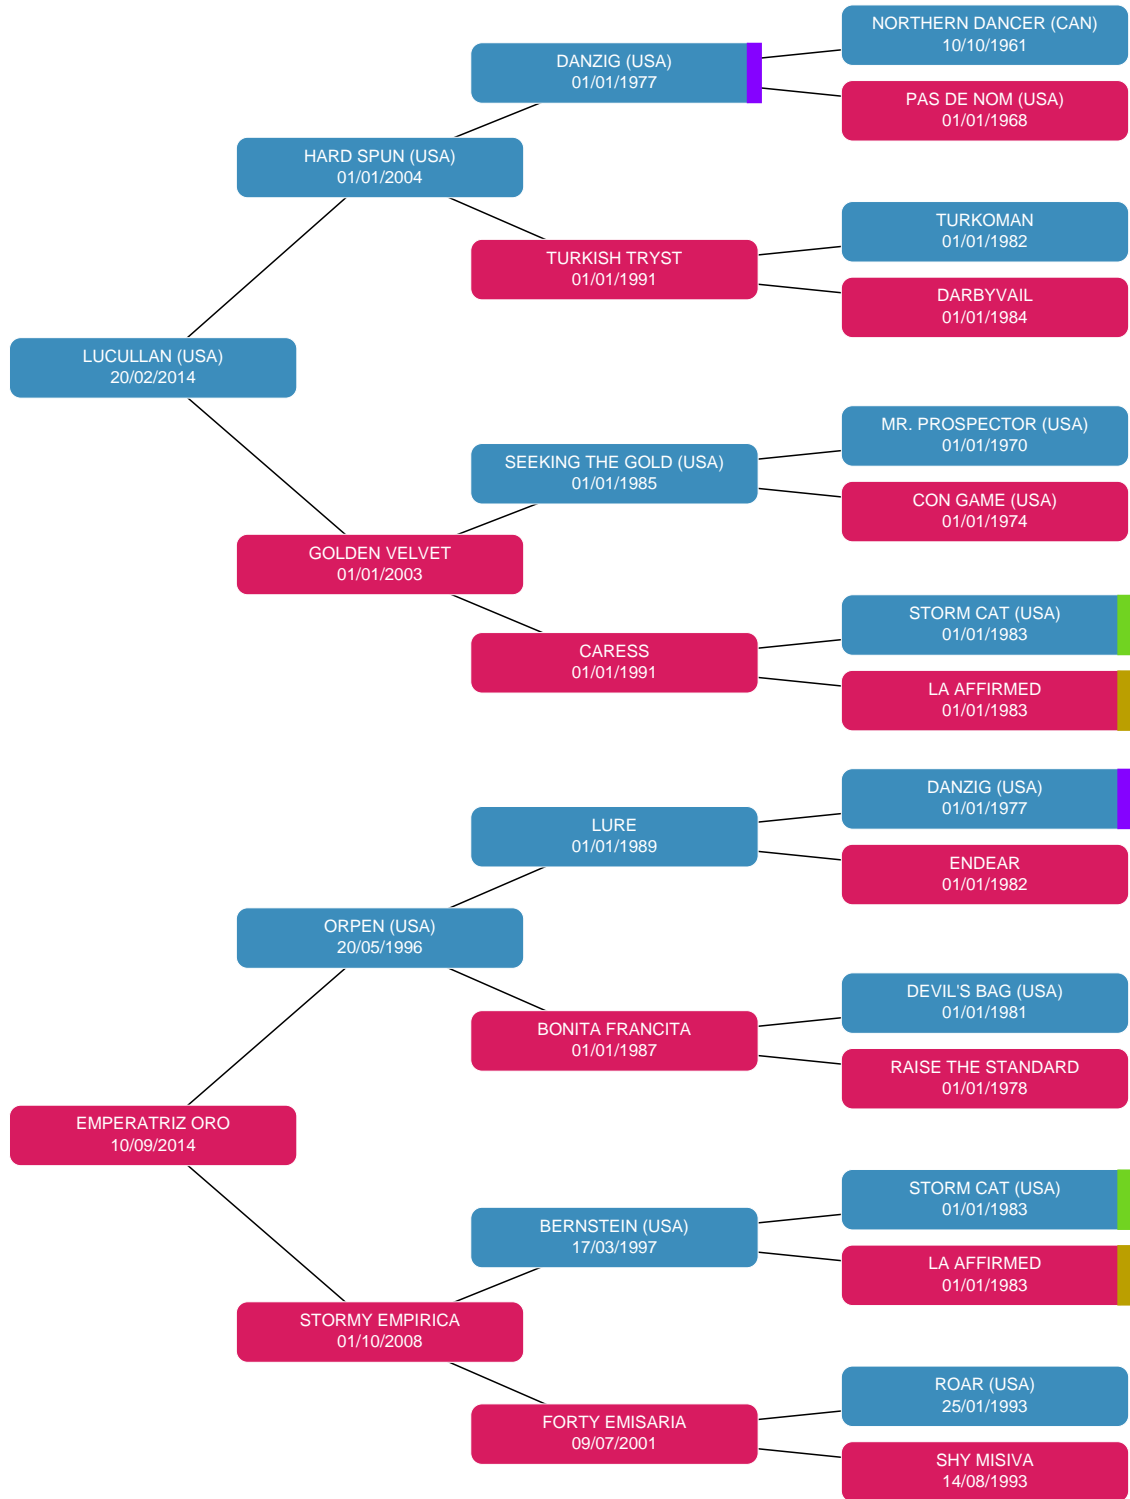 NORTHERN DANCER (CAN)
10/10/1961
DANZIG (USA)
01/01/1977
PAS DE NOM (USA)
01/01/1968
HARD SPUN (USA)
01/01/2004
TURKOMAN
01/01/1982
TURKISH TRYST
01/01/1991
DARBYVAIL
01/01/1984
LUCULLAN (USA)
20/02/2014
MR. PROSPECTOR (USA)
01/01/1970
SEEKING THE GOLD (USA)
01/01/1985
CON GAME (USA)
01/01/1974
GOLDEN VELVET
01/01/2003
STORM CAT (USA)
01/01/1983
CARESS
01/01/1991
LA AFFIRMED
01/01/1983
DANZIG (USA)
01/01/1977
LURE
01/01/1989
ENDEAR
01/01/1982
ORPEN (USA)
20/05/1996
DEVIL'S BAG (USA)
01/01/1981
BONITA FRANCITA
01/01/1987
RAISE THE STANDARD
01/01/1978
EMPERATRIZ ORO
10/09/2014
STORM CAT (USA)
01/01/1983
BERNSTEIN (USA)
17/03/1997
LA AFFIRMED
01/01/1983
STORMY EMPIRICA
01/10/2008
ROAR (USA)
25/01/1993
FORTY EMISARIA
09/07/2001
SHY MISIVA
14/08/1993